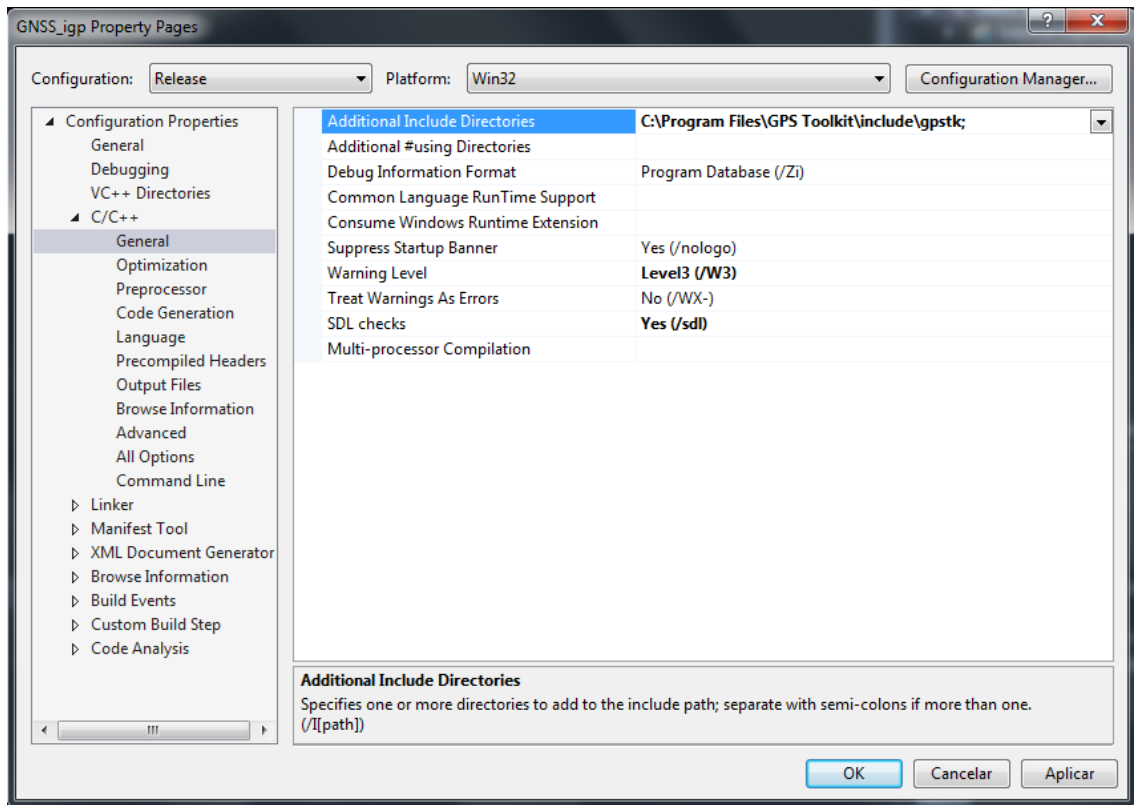 GNSS_igp Property Pages
Configuration: Release Platform: Win32 Configuration Manager...
Configuration Properties
General
Debugging
VC++ Directories
C/C++
General
Optimization
Preprocessor
Code Generation
Language
Precompiled Headers
Output Files
Browse Information
Advanced
All Options
Command Line
Linker
Manifest Tool
XML Document Generator
Browse Information
Build Events
Custom Build Step
Code Analysis
Additional Include Directories C:\Program Files\GPS Toolkit\include\gpstk;
Additional #using Directories
Debug Information Format Program Database (/Zi)
Common Language RunTime Support
Consume Windows Runtime Extension
Suppress Startup Banner Yes (/nologo)
Warning Level Level3 (/W3)
Treat Warnings As Errors No (/WX-)
SDL checks Yes (/sdl)
Multi-processor Compilation
Additional Include Directories
Specifies one or more directories to add to the include path; separate with semi-colons if more than one.
(/I[path])
OK Cancelar Aplicar